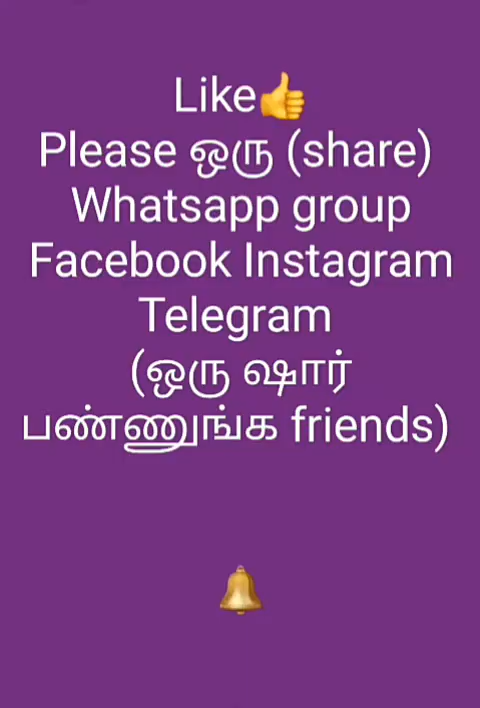 Like👍
Please ஒரு (share)
Whatsapp group
Facebook Instagram
Telegram
(ஒரு ஷார்
பண்ணுங்க friends)
🔔